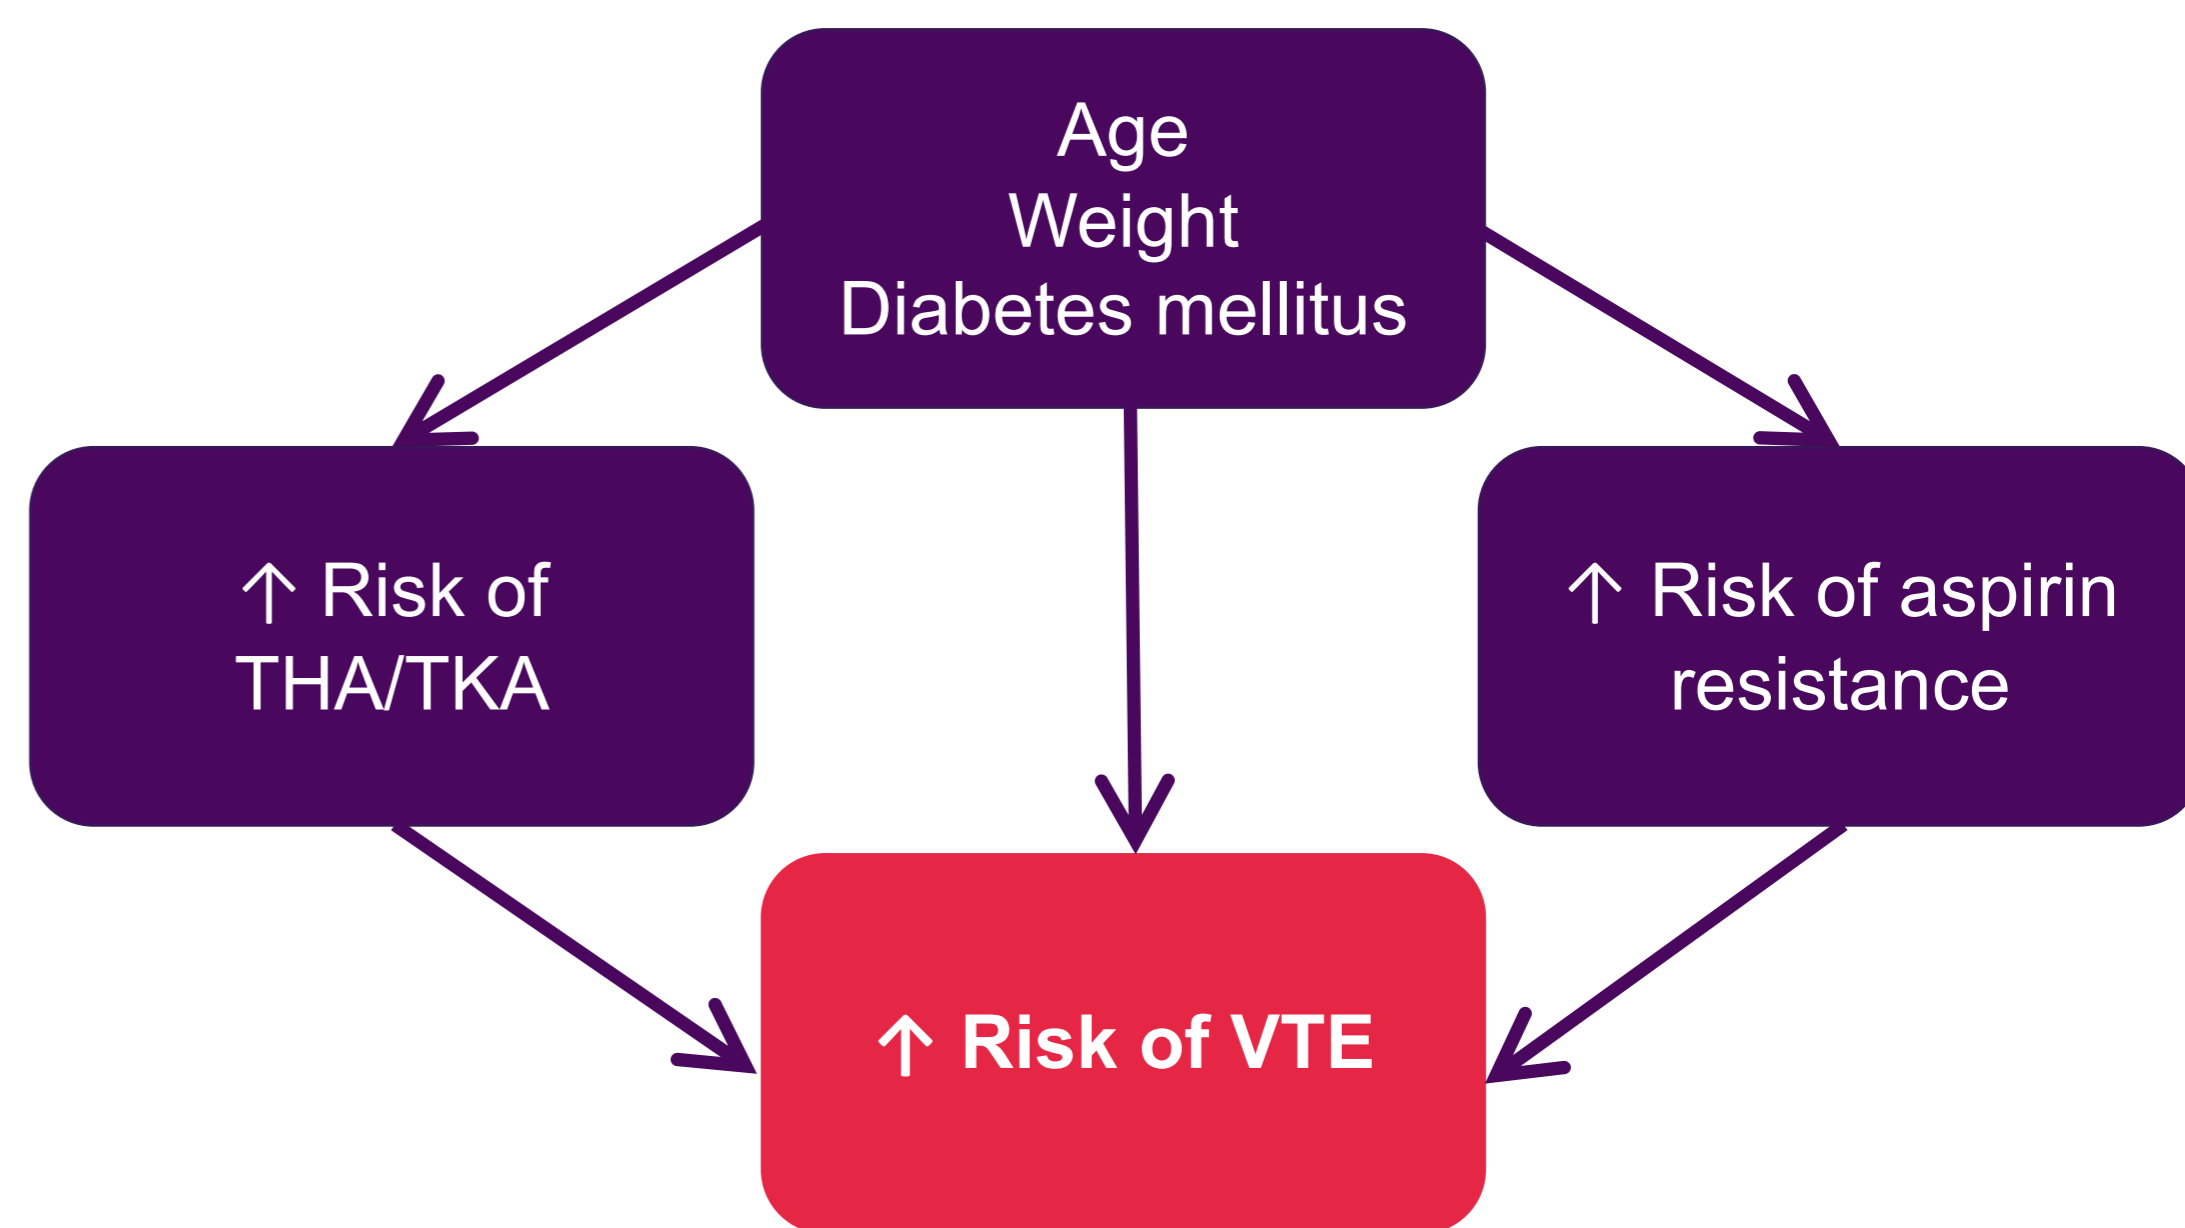 Age
Weight
Diabetes mellitus
↑ Risk of
THA/TKA
↑ Risk of aspirin
resistance
↑ Risk of VTE